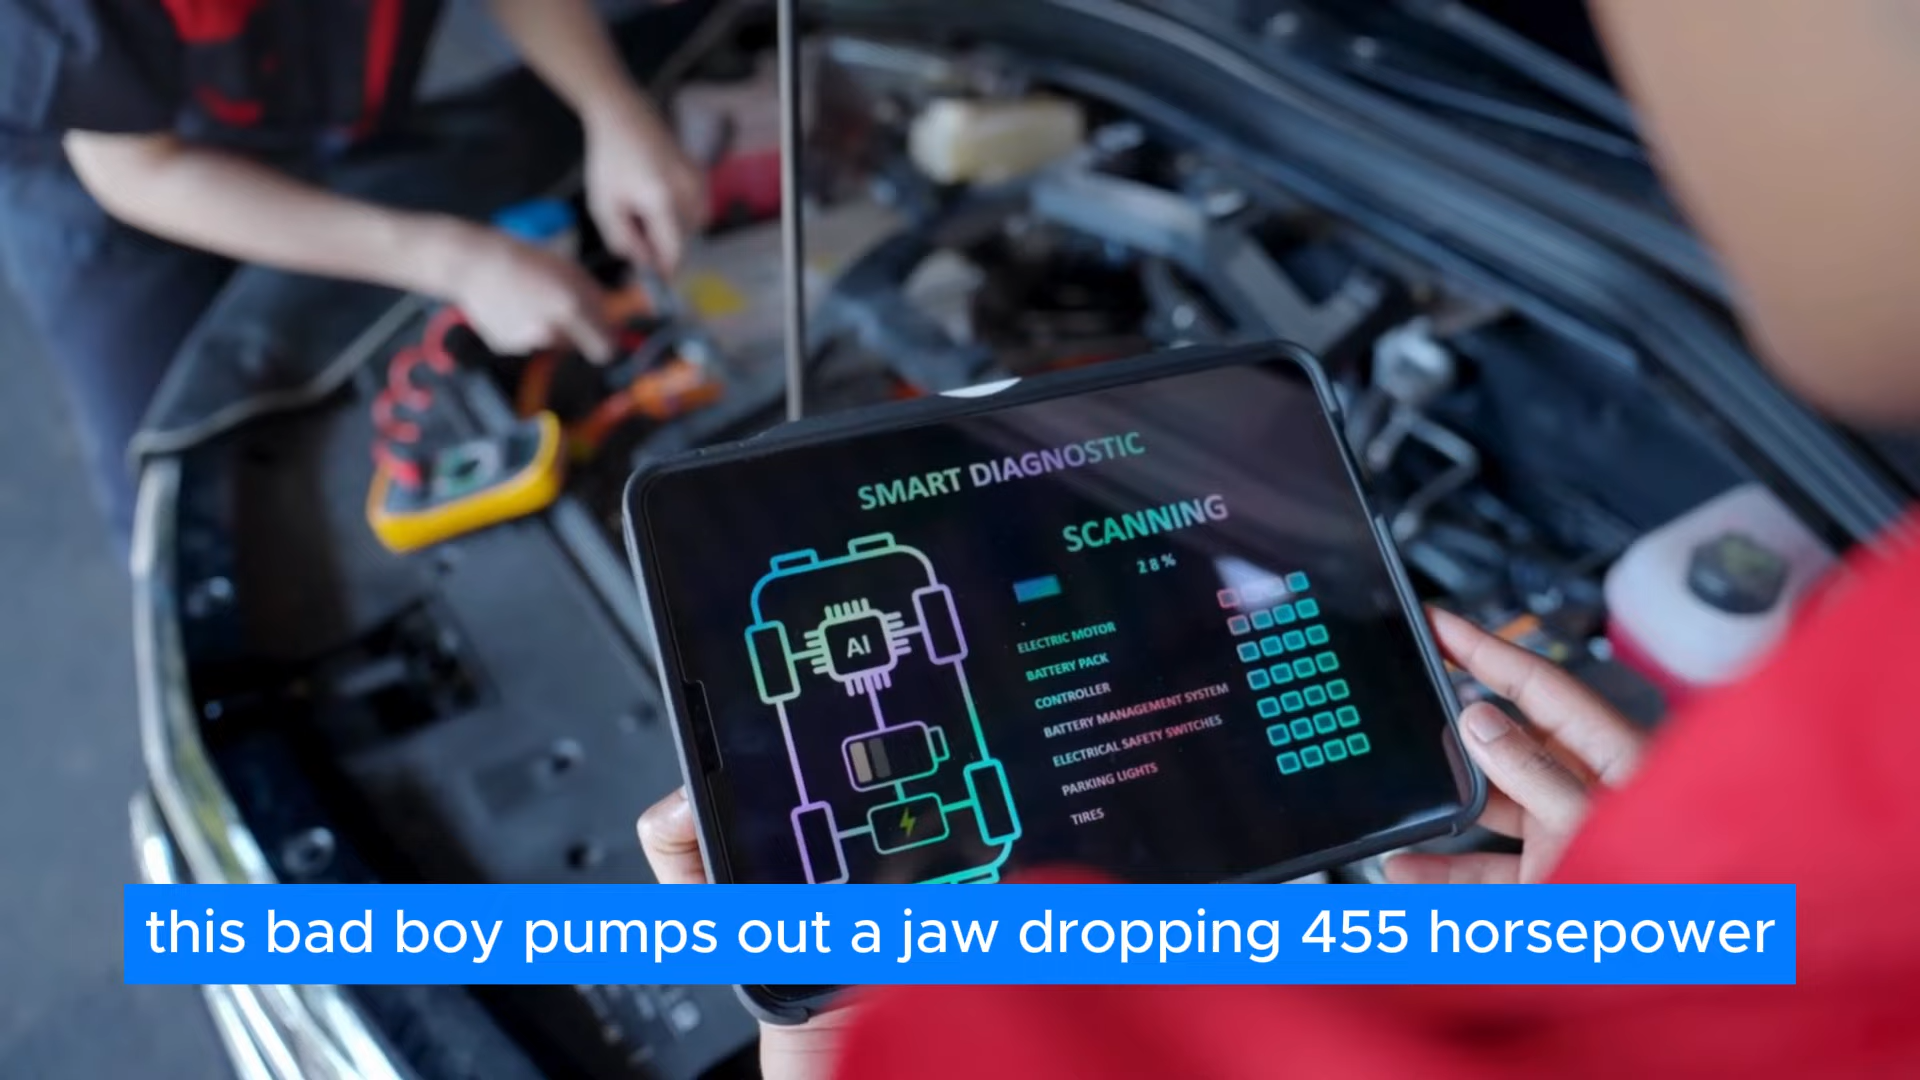 SMART DIAGNOSTIC
SCANNING
28%
AI
ELECTRIC MOTOR
BATTERY PACK
CONTROLLER
BATTERY MANAGEMENT SYSTEM
ELECTRICAL SAFETY SWITCHES
PARKING LIGHTS
TIRES
this bad boy pumps out a jaw dropping 455 horsepower